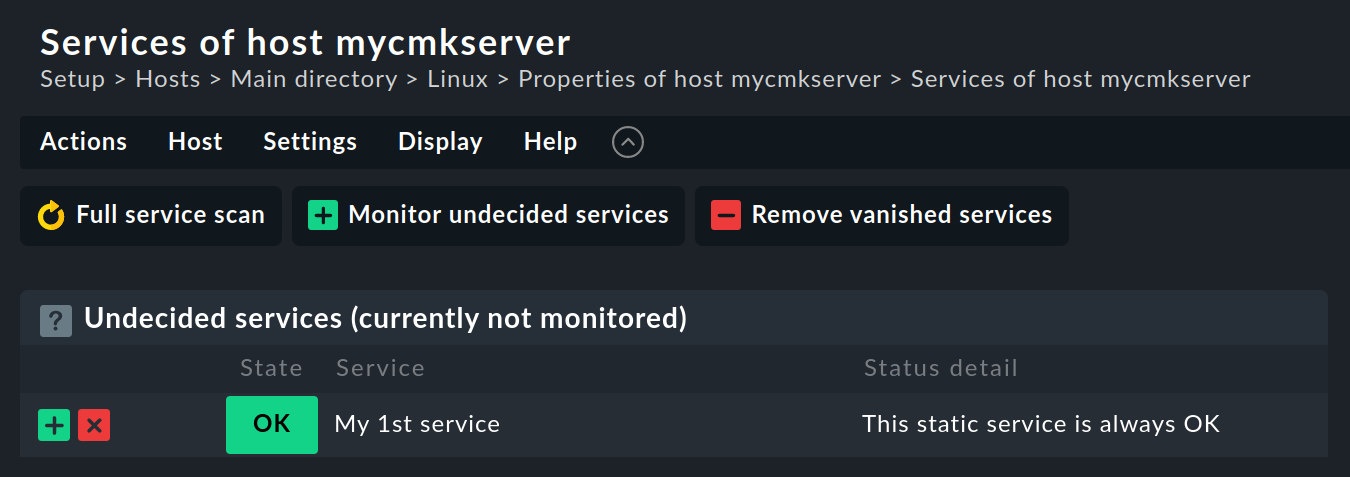 Services of host mycmkserver
Setup > Hosts > Main directory > Linux > Properties of host mycmkserver > Services of host mycmkserver
Actions Host Settings Display Help
Full service scan Monitor undecided services Remove vanished services
? Undecided services (currently not monitored)
State Service Status detail
OK My 1st service This static service is always OK